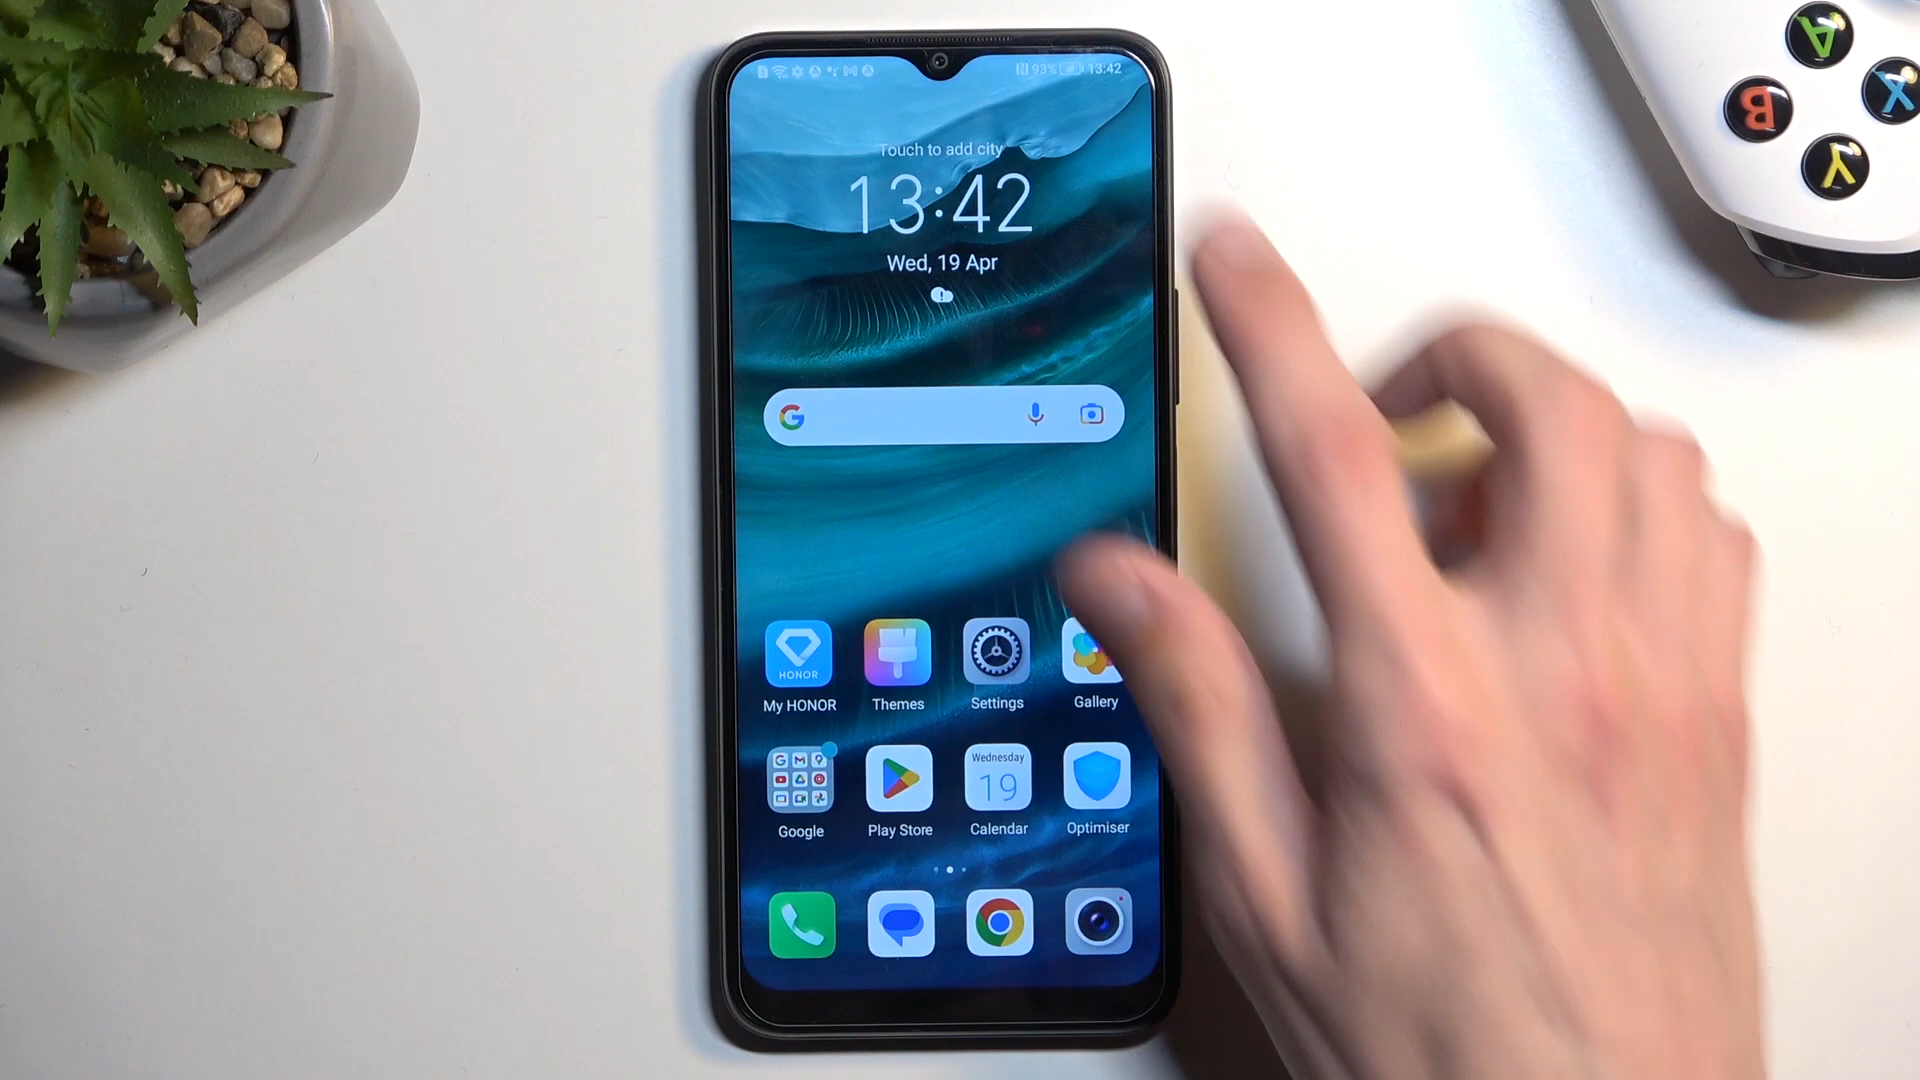 93% 13:42
Touch to add city
13:42
Wed, 19 Apr
HONOR
My HONOR Themes Settings Gallery
Wednesday
19
Google Play Store Calendar Optimiser
A
B X
Y